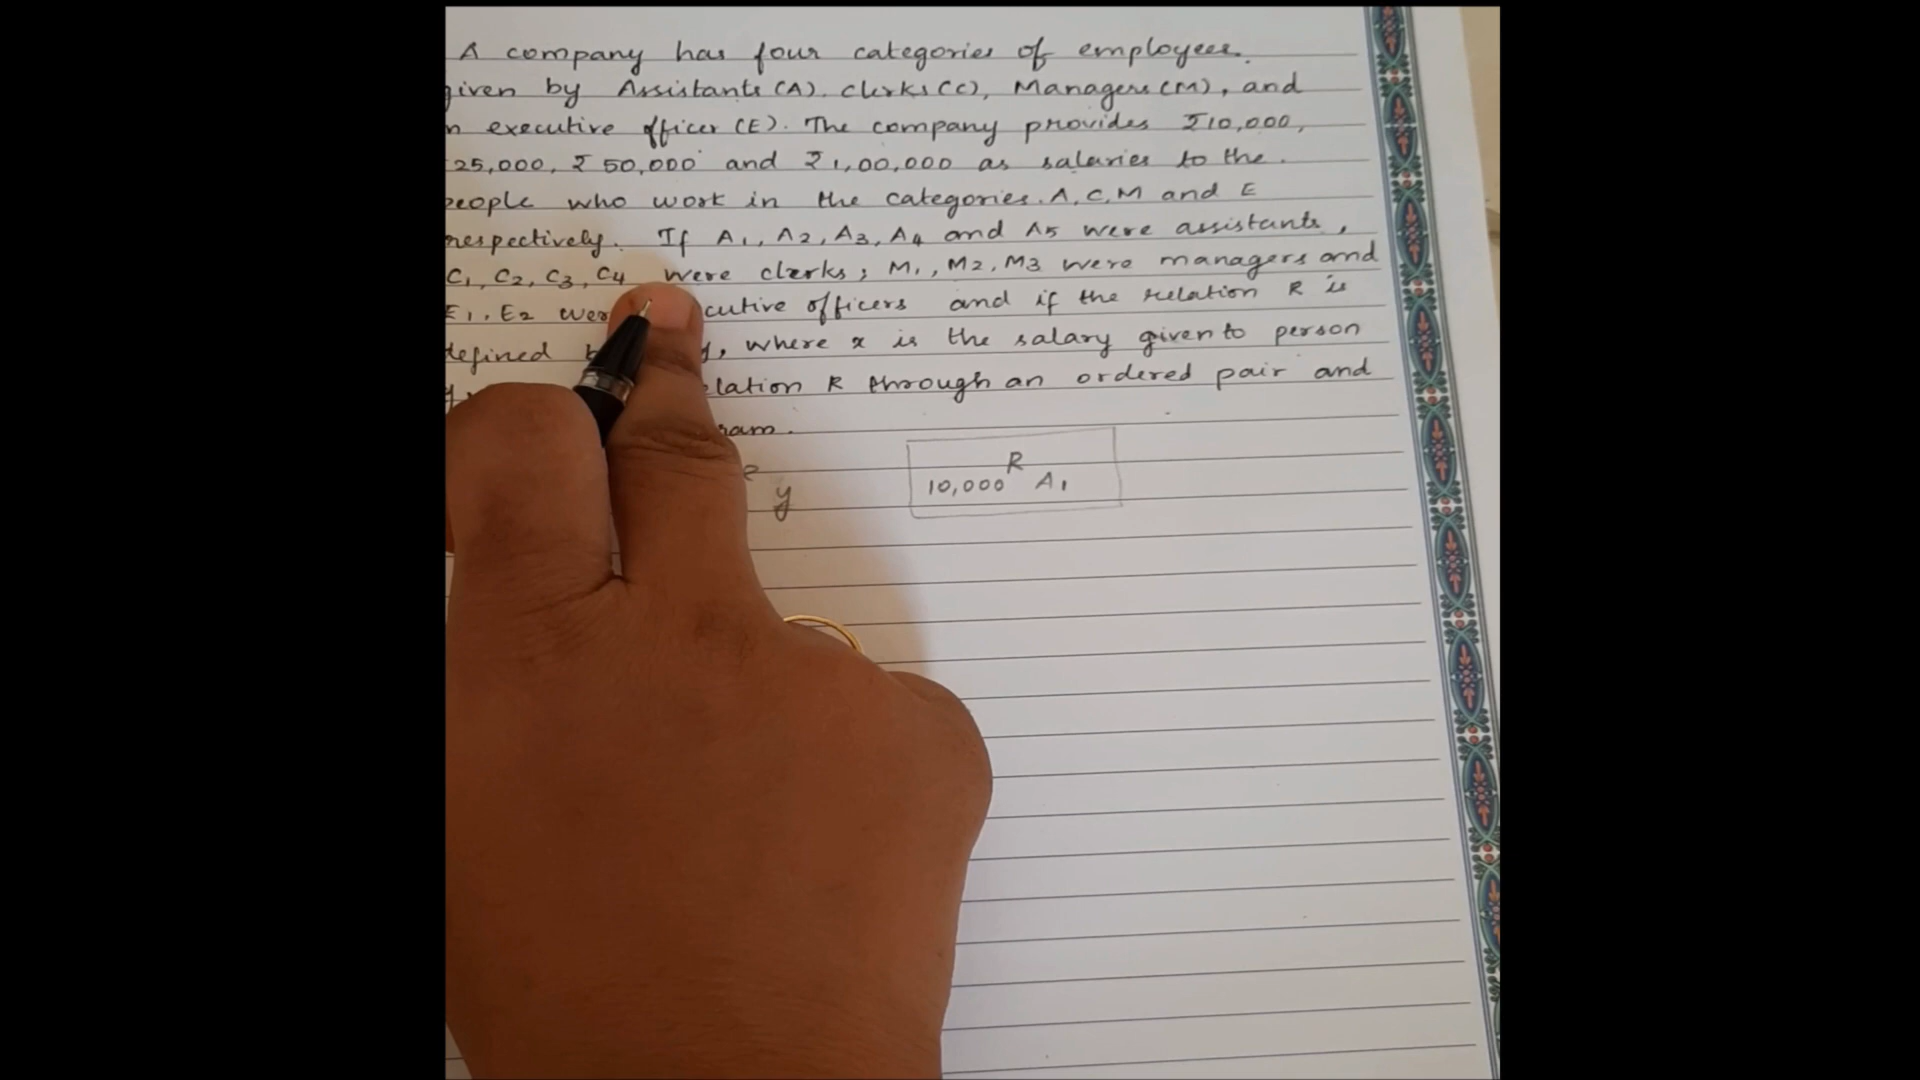 A company has four categories of employees.
given by Assistants (A), clerks (C), Managers (M), and
n executive officer (E). The company provides ₹10,000,
25,000, ₹50,000 and ₹1,00,000 as salaries to the
people who work in the categories A, C, M and E
respectively. If A1, A2, A3, A4 and A5 were assistants,
C1, C2, C3, C4 were clerks; M1, M2, M3 were managers and
E1, E2 wer cutive officers and if the relation R is
defined y, where x is the salary given to person
y. lation R through an ordered pair and
ram.
R
10,000 A1
y